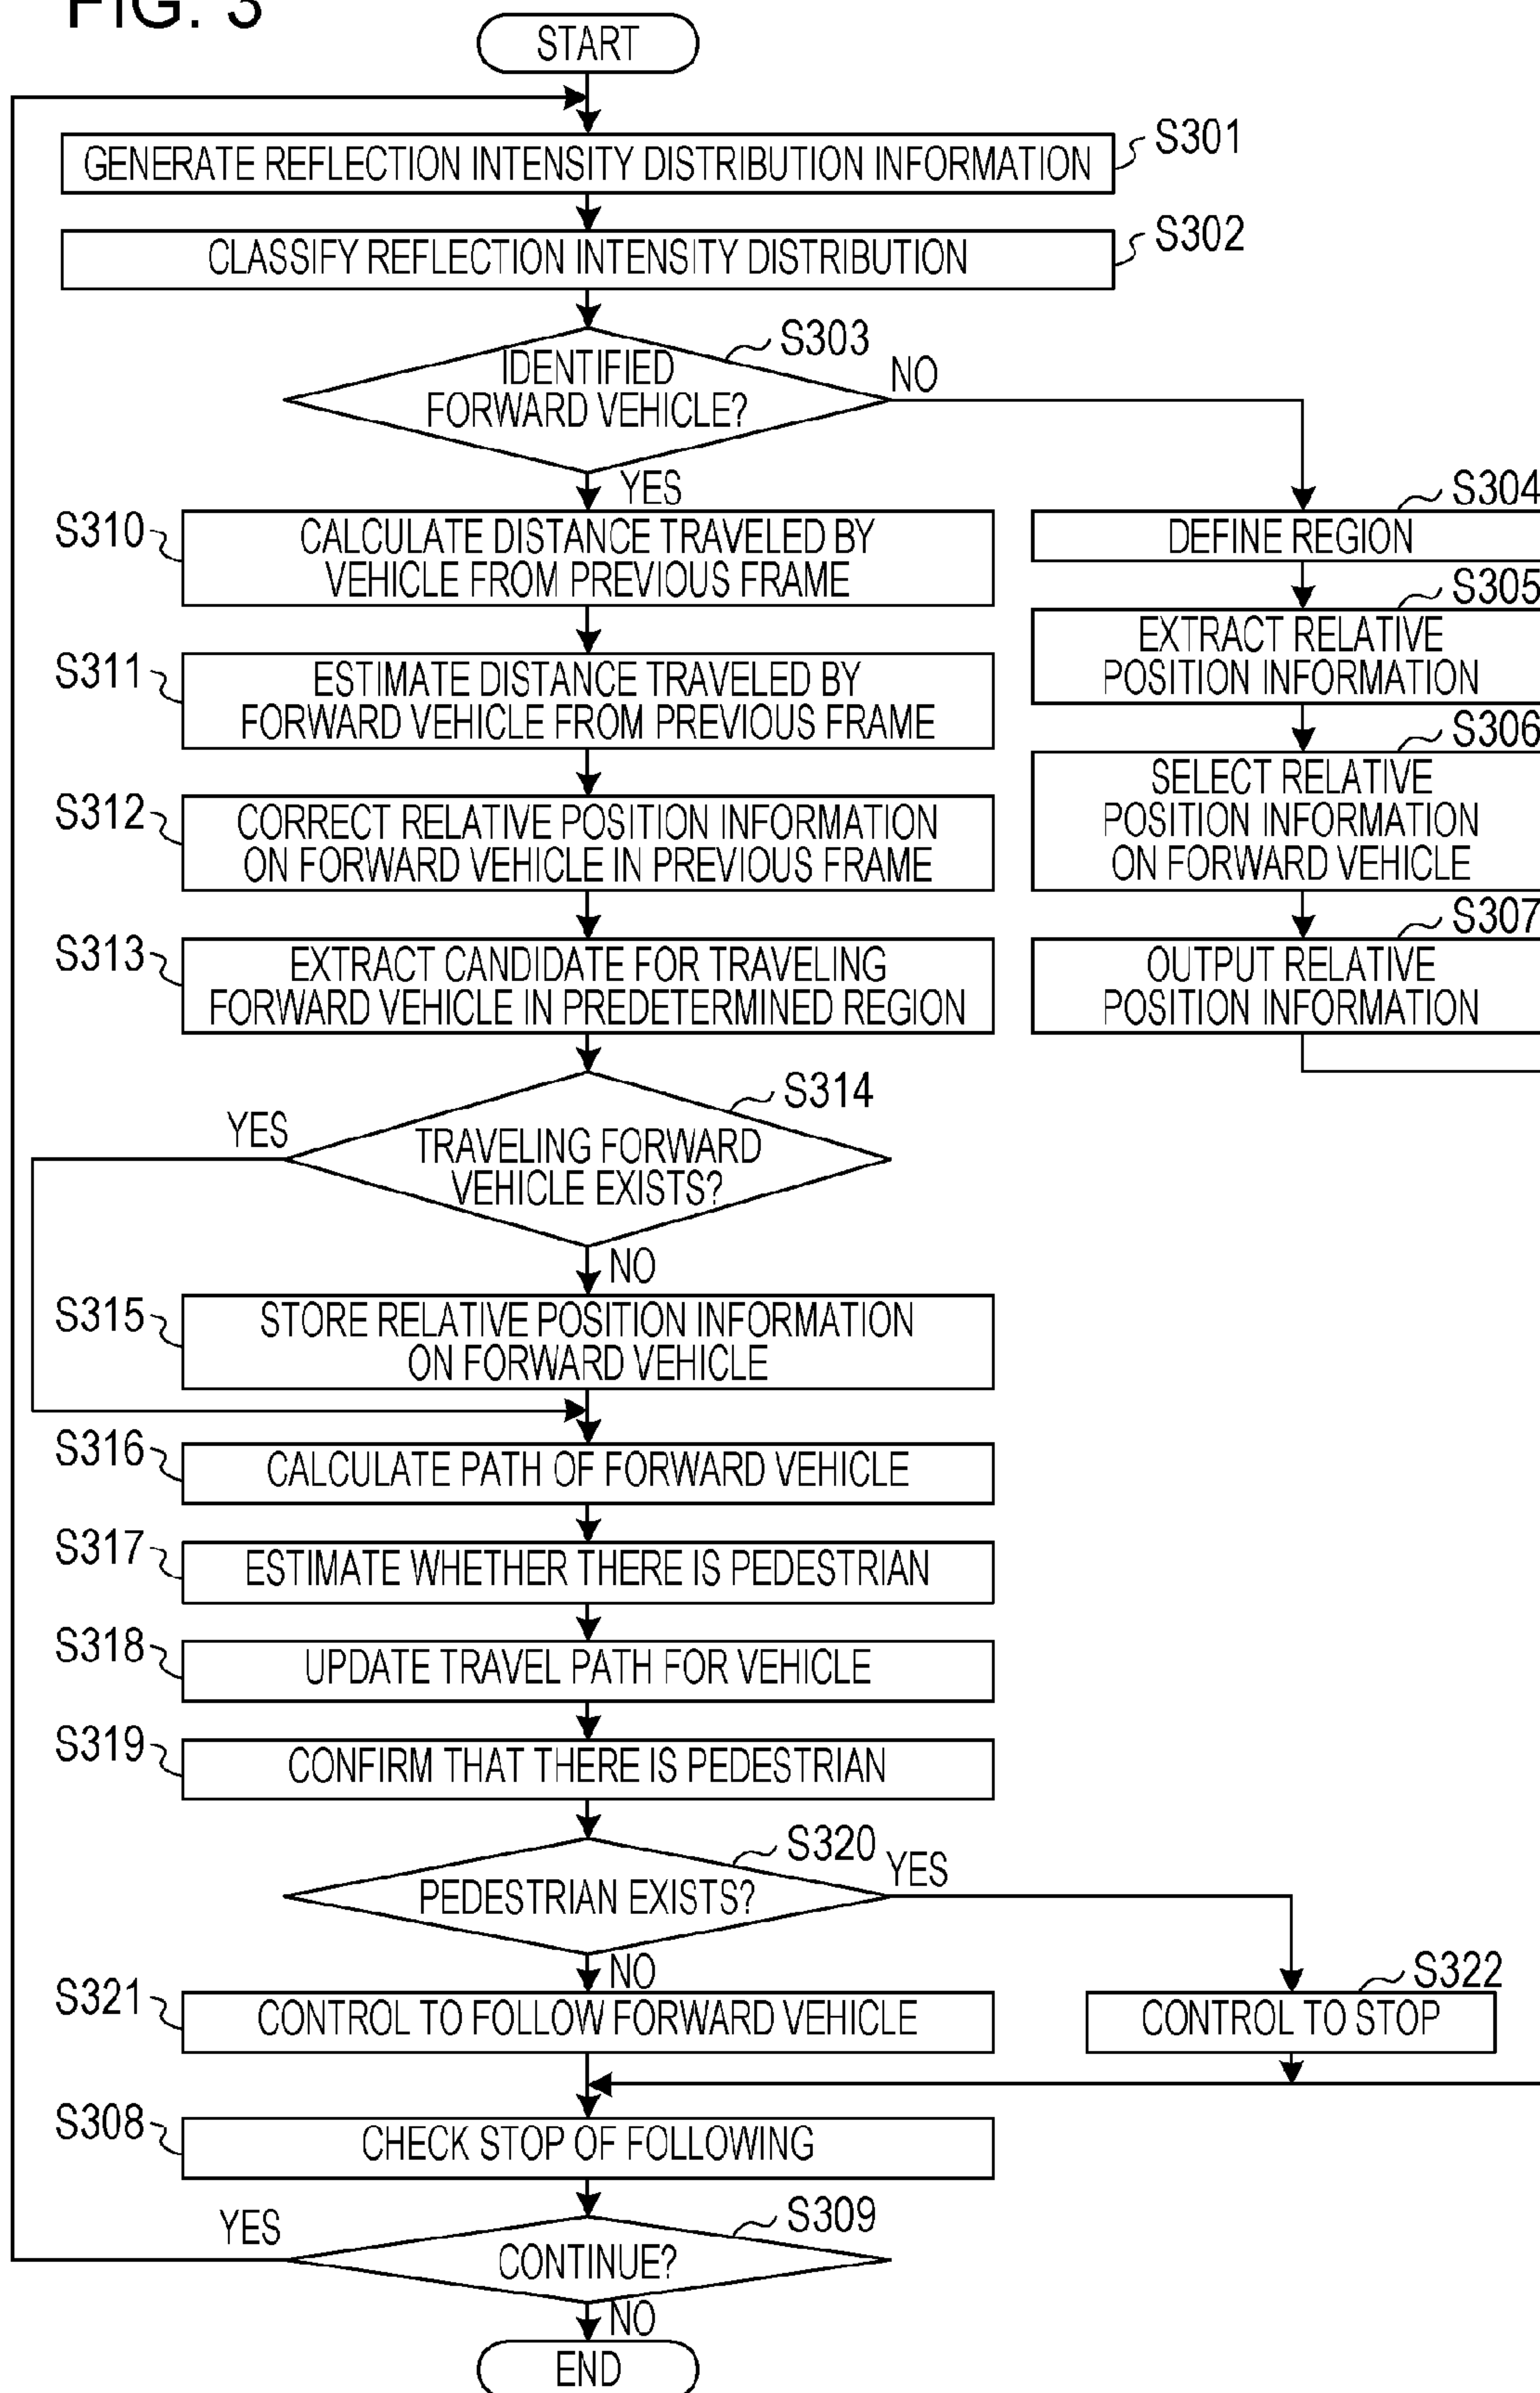 FIG. 3
START
GENERATE REFLECTION INTENSITY DISTRIBUTION INFORMATION
S301
CLASSIFY REFLECTION INTENSITY DISTRIBUTION
S302
IDENTIFIED
FORWARD VEHICLE?
S303
NO
YES
S310
CALCULATE DISTANCE TRAVELED BY
VEHICLE FROM PREVIOUS FRAME
S304
DEFINE REGION
S311
ESTIMATE DISTANCE TRAVELED BY
FORWARD VEHICLE FROM PREVIOUS FRAME
S305
EXTRACT RELATIVE
POSITION INFORMATION
S312
CORRECT RELATIVE POSITION INFORMATION
ON FORWARD VEHICLE IN PREVIOUS FRAME
S306
SELECT RELATIVE
POSITION INFORMATION
ON FORWARD VEHICLE
S313
EXTRACT CANDIDATE FOR TRAVELING
FORWARD VEHICLE IN PREDETERMINED REGION
S307
OUTPUT RELATIVE
POSITION INFORMATION
S314
YES
TRAVELING FORWARD
VEHICLE EXISTS?
NO
S315
STORE RELATIVE POSITION INFORMATION
ON FORWARD VEHICLE
S316
CALCULATE PATH OF FORWARD VEHICLE
S317
ESTIMATE WHETHER THERE IS PEDESTRIAN
S318
UPDATE TRAVEL PATH FOR VEHICLE
S319
CONFIRM THAT THERE IS PEDESTRIAN
S320
YES
PEDESTRIAN EXISTS?
NO
S321
CONTROL TO FOLLOW FORWARD VEHICLE
S322
CONTROL TO STOP
S308
CHECK STOP OF FOLLOWING
S309
YES
CONTINUE?
NO
END